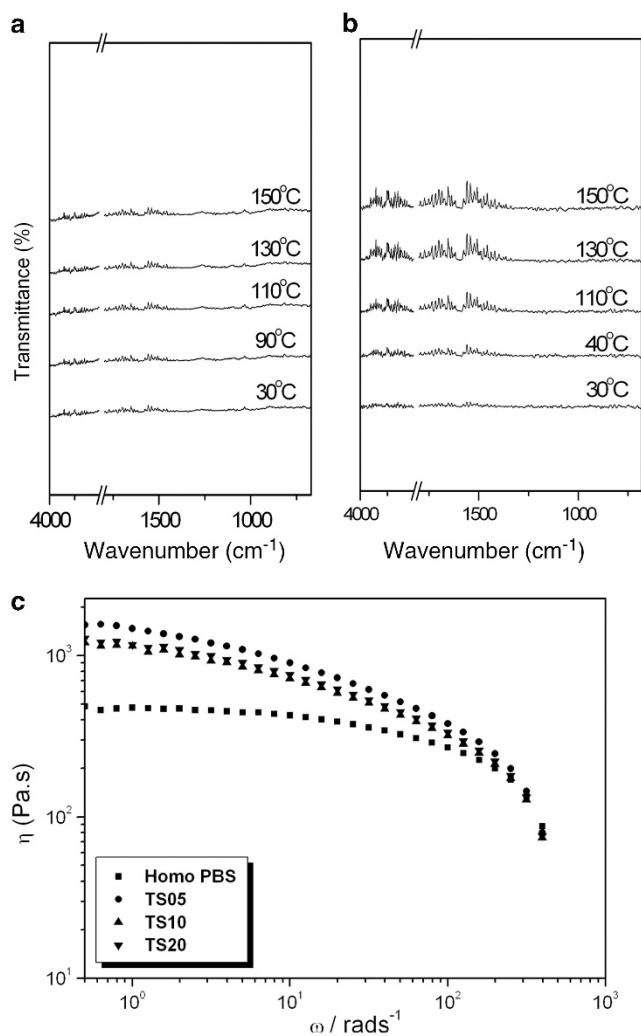 a
Transmittance (%)
150°C
130°C
110°C
90°C
30°C
4000 1500 1000
Wavenumber (cm⁻¹)
b
150°C
130°C
110°C
40°C
30°C
4000 1500 1000
Wavenumber (cm⁻¹)
c
η (Pa.s)
10³
10²
10¹
Homo PBS
TS05
TS10
TS20
10⁰ 10¹ 10² 10³
ω / rads⁻¹